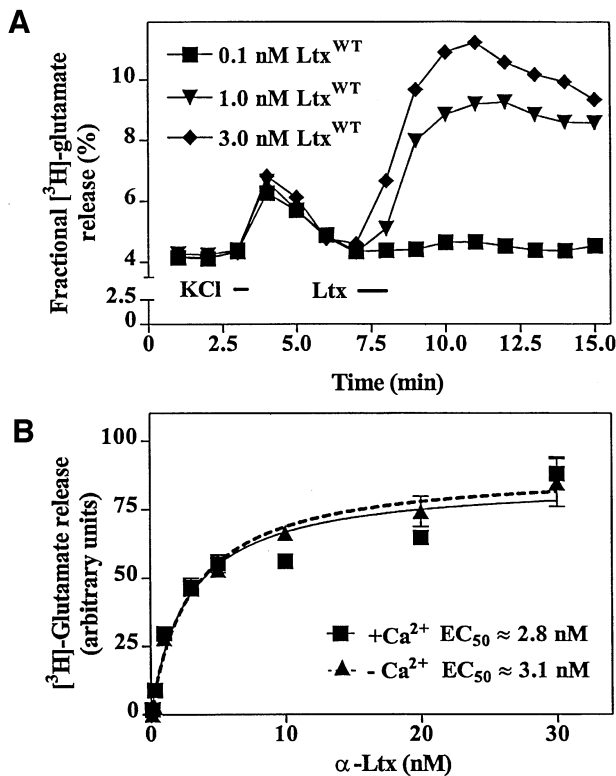 A
Fractional [³H]-glutamate
release (%)
10
8
6
4
2.5
0
0.1 nM Ltx^WT
1.0 nM Ltx^WT
3.0 nM Ltx^WT
KCl
Ltx
0
2.5
5.0
7.5
10.0
12.5
15.0
Time (min)
B
[³H]-Glutamate release
(arbitrary units)
100
75
50
25
0
+Ca²⁺ EC₅₀ ≈ 2.8 nM
- Ca²⁺ EC₅₀ ≈ 3.1 nM
0
10
20
30
α-Ltx (nM)